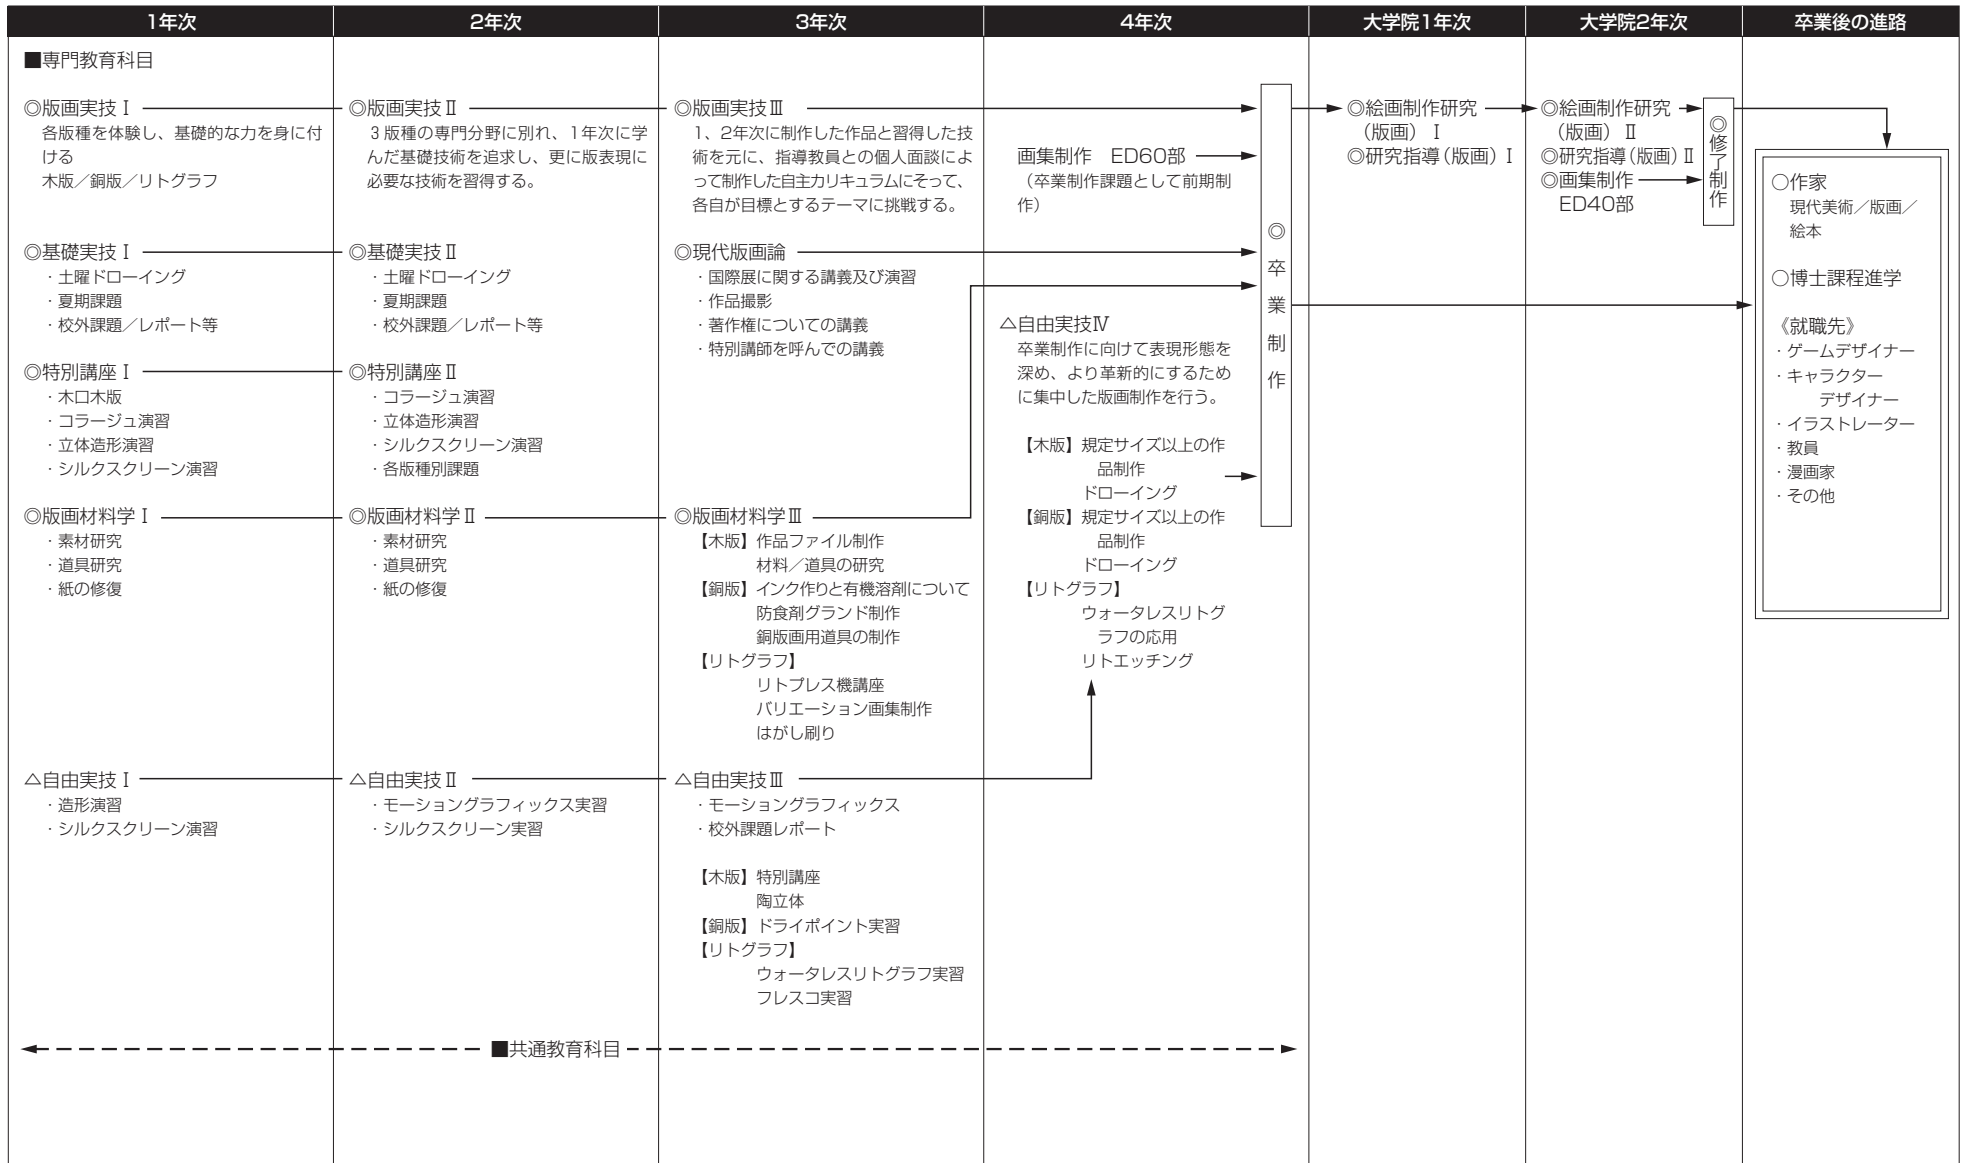 1年次
2年次
3年次
4年次
大学院1年次
大学院2年次
卒業後の進路
■専門教育科目
◎版画実技Ⅰ
各版種を体験し、基礎的な力を身に付
ける
木版／銅版／リトグラフ
◎基礎実技Ⅰ
・土曜ドローイング
・夏期課題
・校外課題／レポート等
◎特別講座Ⅰ
・木口木版
・コラージュ演習
・立体造形演習
・シルクスクリーン演習
◎版画材料学Ⅰ
・素材研究
・道具研究
・紙の修復
△自由実技Ⅰ
・造形演習
・シルクスクリーン演習
◎版画実技Ⅱ
3版種の専門分野に別れ、1年次に学
んだ基礎技術を追求し、更に版表現に
必要な技術を習得する。
◎基礎実技Ⅱ
・土曜ドローイング
・夏期課題
・校外課題／レポート等
◎特別講座Ⅱ
・コラージュ演習
・立体造形演習
・シルクスクリーン演習
・各版種別課題
◎版画材料学Ⅱ
・素材研究
・道具研究
・紙の修復
△自由実技Ⅱ
・モーショングラフィックス実習
・シルクスクリーン実習
◎版画実技Ⅲ
1、2年次に制作した作品と習得した技
術を元に、指導教員との個人面談によ
って制作した自主カリキュラムにそって、
各自が目標とするテーマに挑戦する。
◎現代版画論
・国際展に関する講義及び演習
・作品撮影
・著作権についての講義
・特別講師を呼んでの講義
◎版画材料学Ⅲ
【木版】作品ファイル制作
材料／道具の研究
【銅版】インク作りと有機溶剤について
防食剤グランド制作
銅版画用道具の制作
【リトグラフ】
リトプレス機講座
バリエーション画集制作
はがし刷り
△自由実技Ⅲ
・モーショングラフィックス
・校外課題レポート
【木版】特別講座
陶立体
【銅版】ドライポイント実習
【リトグラフ】
ウォータレスリトグラフ実習
フレスコ実習
画集制作　ED60部
（卒業制作課題として前期制
作）
△自由実技Ⅳ
卒業制作に向けて表現形態を
深め、より革新的にするため
に集中した版画制作を行う。
【木版】規定サイズ以上の作
品制作
ドローイング
【銅版】規定サイズ以上の作
品制作
ドローイング
【リトグラフ】
ウォータレスリトグ
ラフの応用
リトエッチング
◎卒業制作
◎絵画制作研究
（版画）Ⅰ
◎研究指導（版画）Ⅰ
◎絵画制作研究
（版画）Ⅱ
◎研究指導（版画）Ⅱ
◎画集制作
ED40部
◎修了制作
○作家
現代美術／版画／
絵本
○博士課程進学
《就職先》
・ゲームデザイナー
・キャラクター
デザイナー
・イラストレーター
・教員
・漫画家
・その他
■共通教育科目